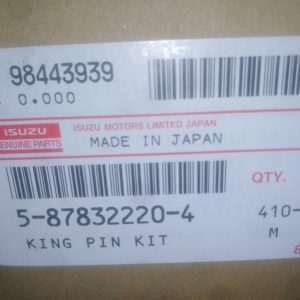 98443939
0.000
ISUZU
GENUINE PARTS
ISUZU MOTORS LIMITED JAPAN
MADE IN JAPAN
5-87832220-4
QTY.
410-
KING PIN KIT
M